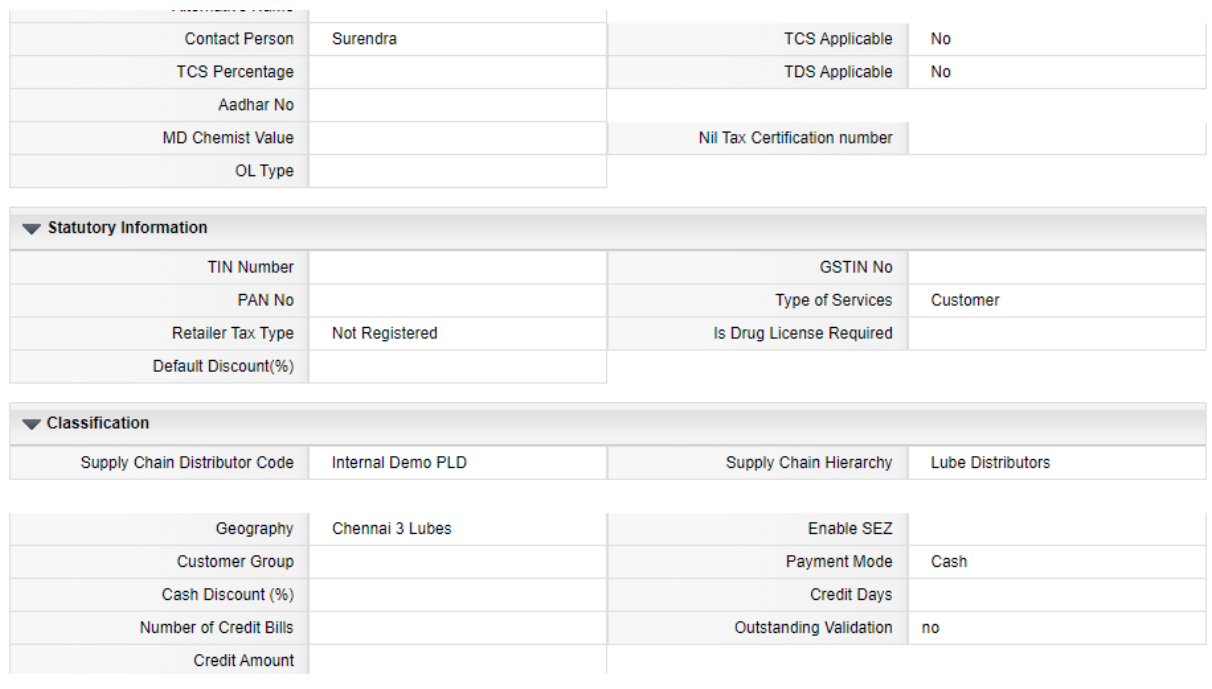 Contact Person Surendra TCS Applicable No
TCS Percentage TDS Applicable No
Aadhar No
MD Chemist Value Nil Tax Certification number
OL Type
Statutory Information
TIN Number GSTIN No
PAN No Type of Services Customer
Retailer Tax Type Not Registered Is Drug License Required
Default Discount(%)
Classification
Supply Chain Distributor Code Internal Demo PLD Supply Chain Hierarchy Lube Distributors
Geography Chennai 3 Lubes Enable SEZ
Customer Group Payment Mode Cash
Cash Discount (%) Credit Days
Number of Credit Bills Outstanding Validation no
Credit Amount